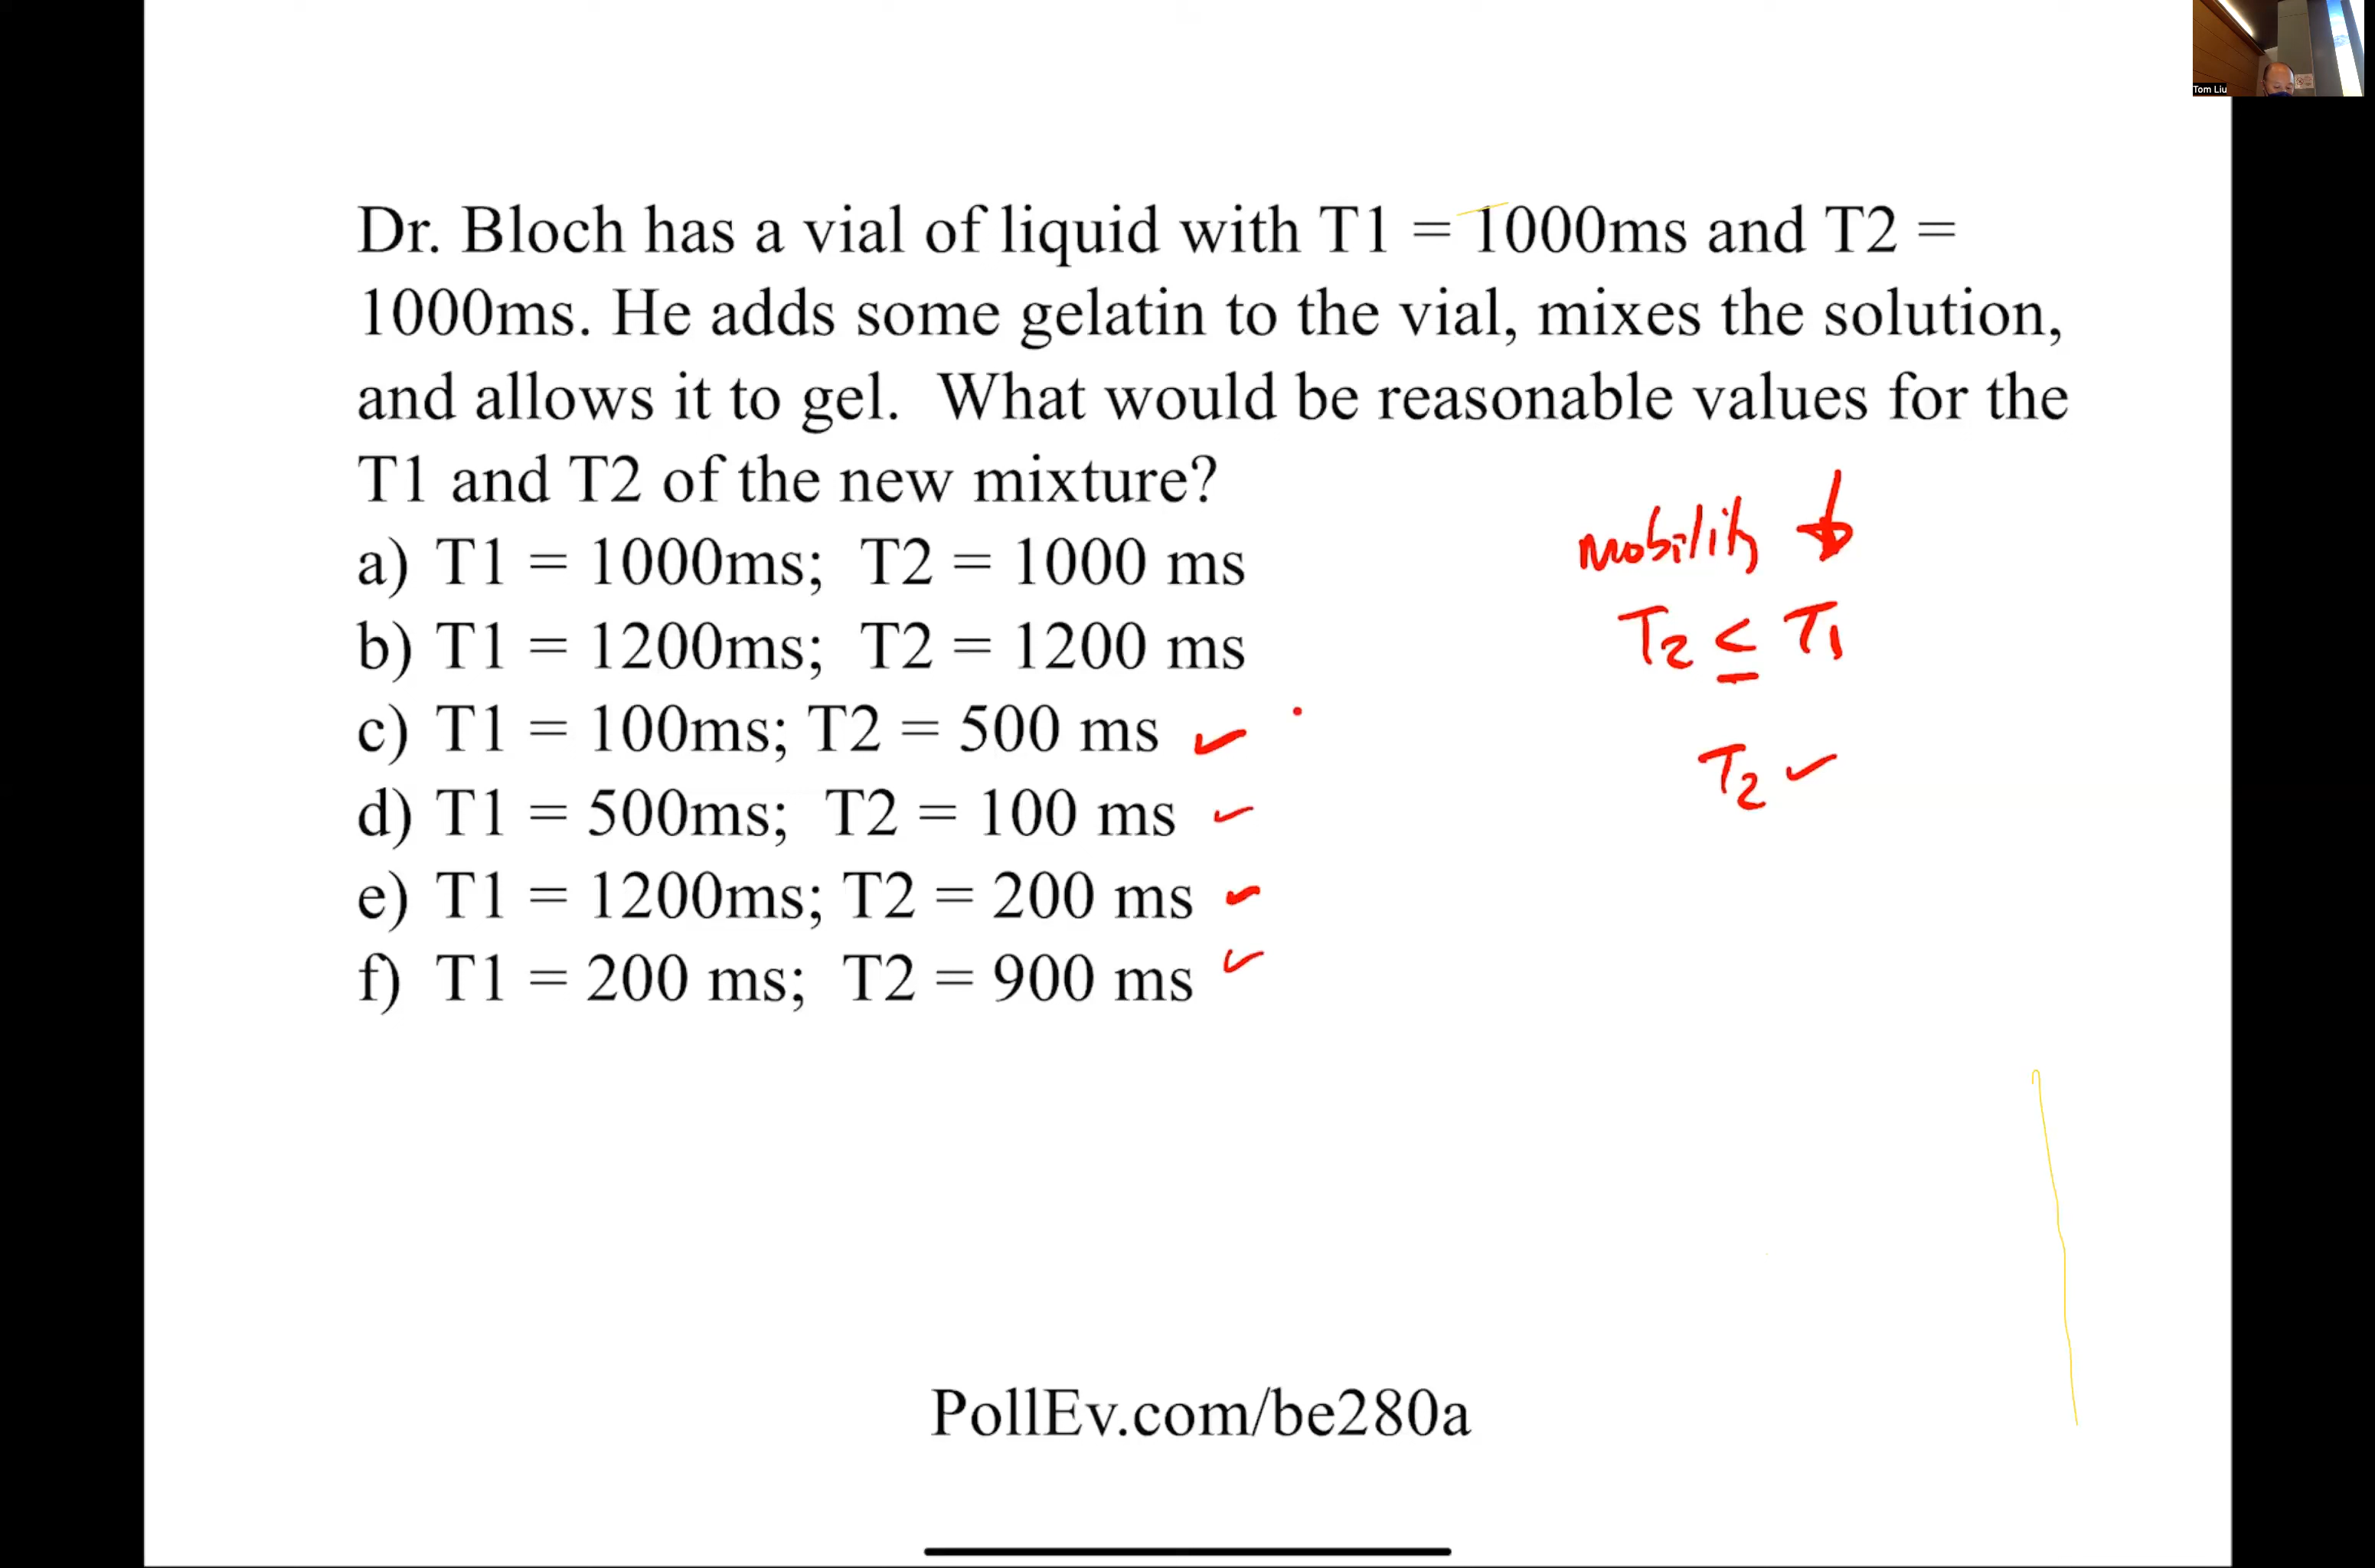 Tom Liu
Dr. Bloch has a vial of liquid with T1 = 1000ms and T2 =
1000ms. He adds some gelatin to the vial, mixes the solution,
and allows it to gel. What would be reasonable values for the
T1 and T2 of the new mixture?
a) T1 = 1000ms; T2 = 1000 ms
b) T1 = 1200ms; T2 = 1200 ms
c) T1 = 100ms; T2 = 500 ms ✓
d) T1 = 500ms; T2 = 100 ms ✓
e) T1 = 1200ms; T2 = 200 ms ✓
f) T1 = 200 ms; T2 = 900 ms ✓
mobility ↓
T2 ≤ T1
T2 ✓
PollEv.com/be280a